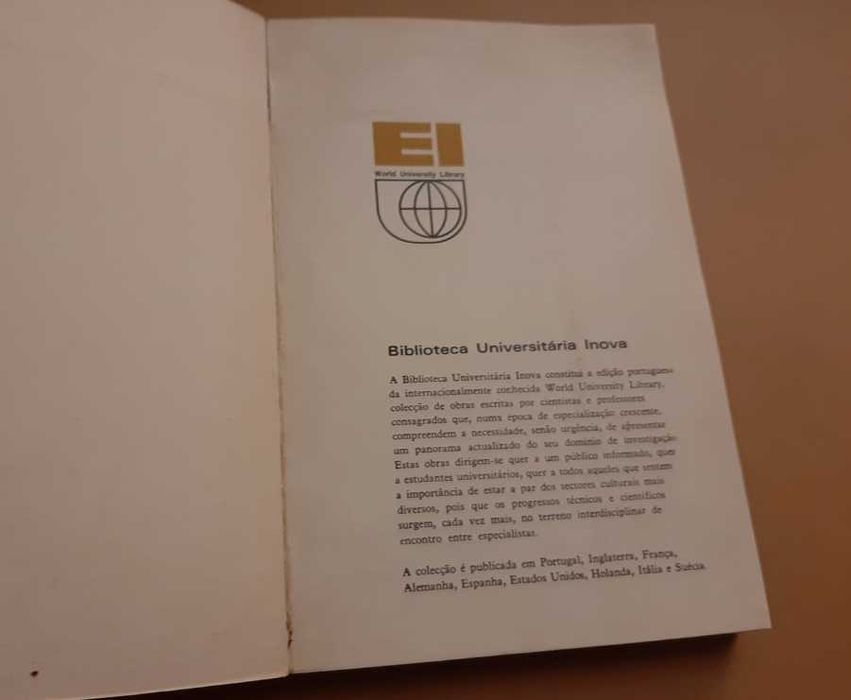 EI
World University Library
Biblioteca Universitária Inova
A Biblioteca Universitária Inova constitui a edição portuguesa
da internacionalmente conhecida World University Library,
colecção de obras escritas por cientistas e professores
consagrados que, numa época de especialização crescente,
compreendem a necessidade, senão urgência, de apresentar
um panorama actualizado do seu domínio de investigação.
Estas obras dirigem-se quer a um público informado, quer
a estudantes universitários, quer a todos aqueles que sentem
a importância de estar a par dos sectores culturais mais
diversos, pois que os progressos técnicos e científicos
surgem, cada vez mais, no terreno interdisciplinar de
encontro entre especialistas.
A colecção é publicada em Portugal, Inglaterra, França,
Alemanha, Espanha, Estados Unidos, Holanda, Itália e Suécia.